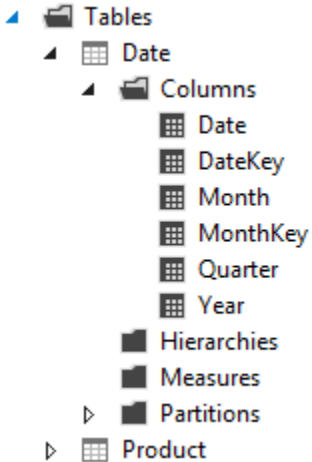 Tables
Date
Columns
Date
DateKey
Month
MonthKey
Quarter
Year
Hierarchies
Measures
Partitions
Product